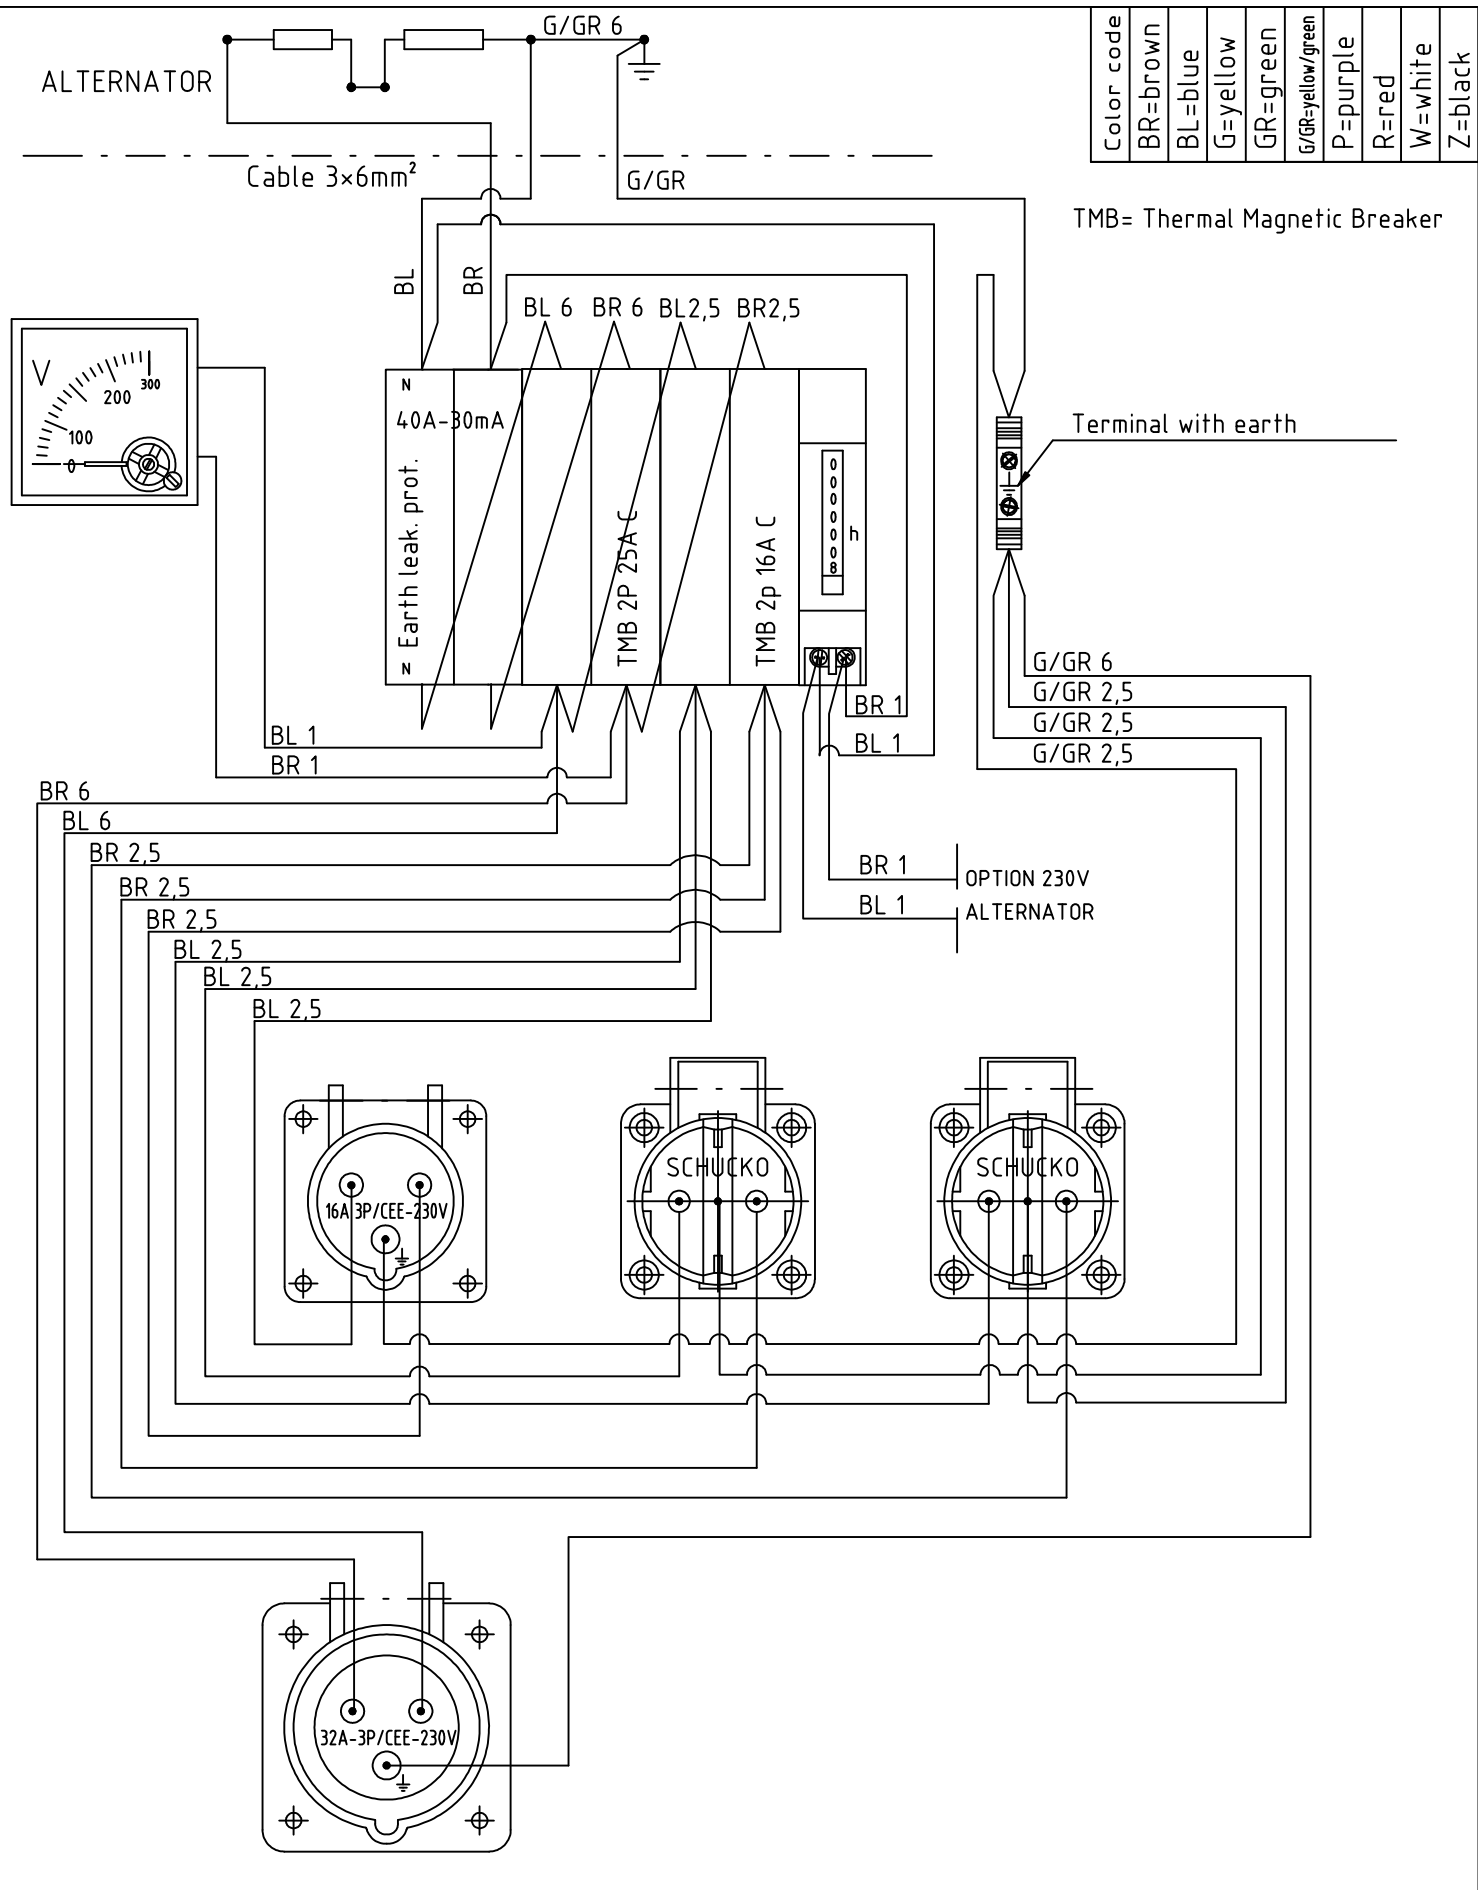 G/GR 6
ALTERNATOR
Cable 3×6mm²
G/GR
Color code
BR=brown
BL=blue
G=yellow
GR=green
G/GR=yellow/green
P=purple
R=red
W=white
Z=black
TMB= Thermal Magnetic Breaker
BL
BR
BL 6
BR 6
BL2,5
BR2,5
V
300
200
100
0
N
40A-30mA
Earth leak. prot.
N
TMB 2P 25A C
TMB 2p 16A C
0
0
0
0
0
0
8
h
Terminal with earth
G/GR 6
G/GR 2,5
G/GR 2,5
G/GR 2,5
BR 1
BL 1
BL 1
BR 1
BR 6
BL 6
BR 2,5
BR 2,5
BR 2,5
BL 2,5
BL 2,5
BL 2,5
BR 1
OPTION 230V
BL 1
ALTERNATOR
SCHUCKO
SCHUCKO
16A 3P/CEE-230V
32A-3P/CEE-230V